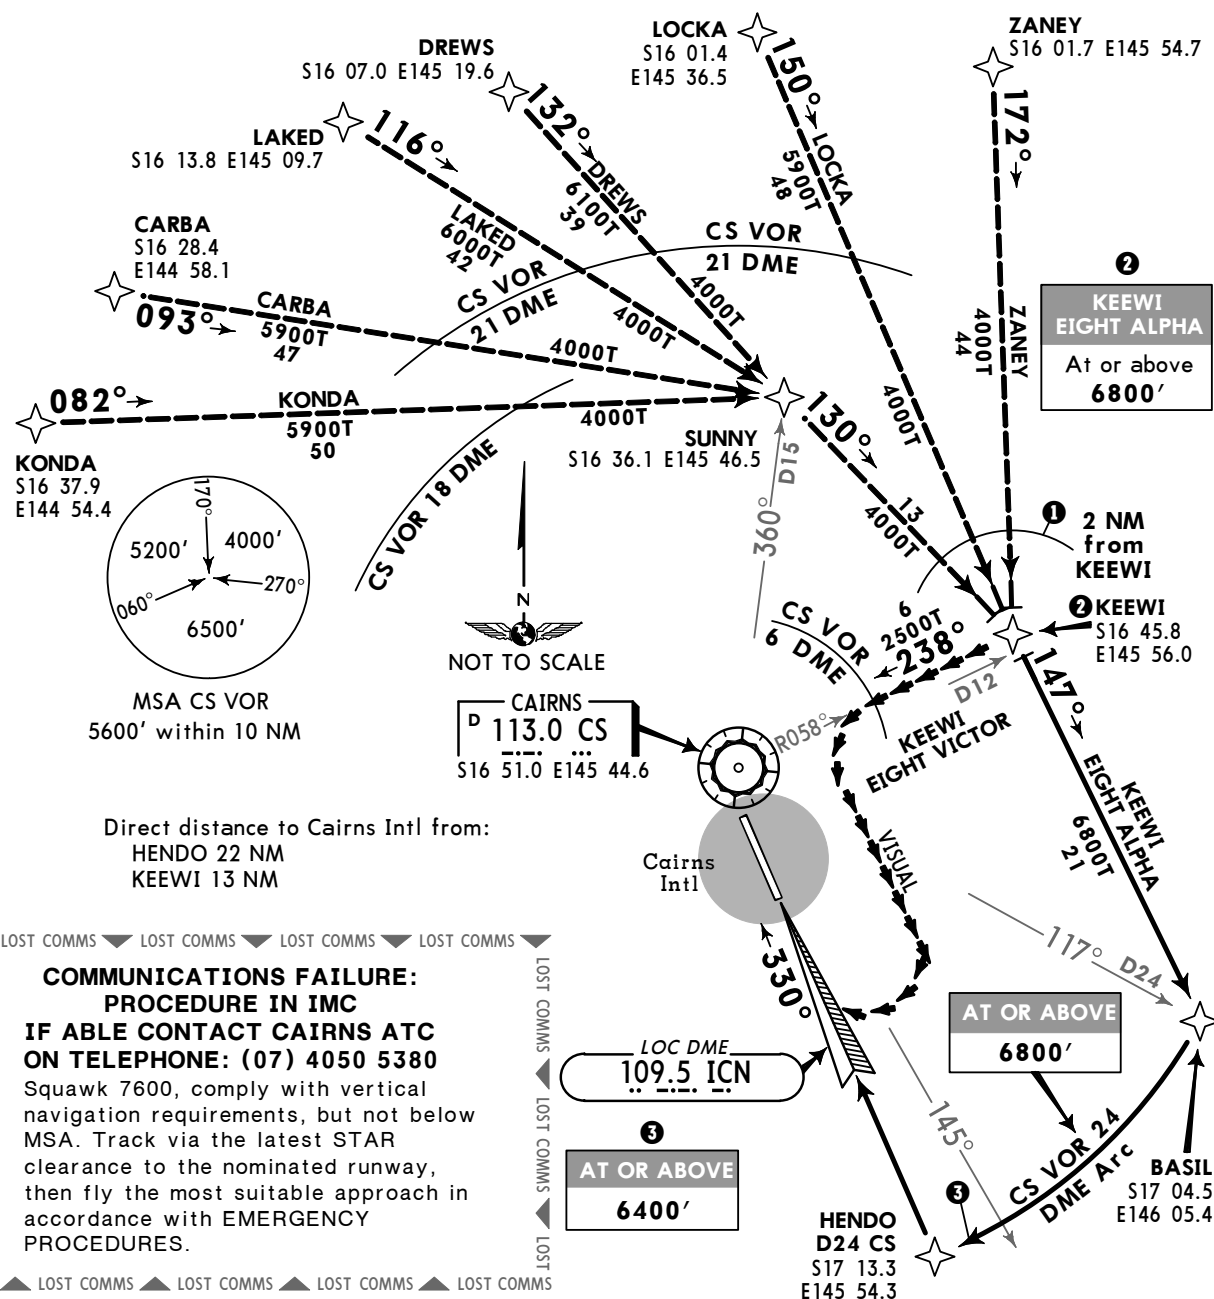 LOCKA
S16 01.4
E145 36.5
ZANEY
S16 01.7 E145 54.7
DREWS
S16 07.0 E145 19.6
LAKED
S16 13.8 E145 09.7
CARBA
S16 28.4
E144 58.1
KONDA
S16 37.9
E144 54.4
116°
LAKED
6000T
42
4000T
132°
DREWS
6100T
39
4000T
150°
LOCKA
5900T
48
4000T
172°
ZANEY
4000T
44
093°
CARBA
5900T
47
4000T
082°
KONDA
5900T
50
4000T
CS VOR
21 DME
CS VOR
21 DME
CS VOR 18 DME
2
KEEWI
EIGHT ALPHA
At or above
6800'
SUNNY
S16 36.1 E145 46.5
130°
13
4000T
360°
D15
1
2 NM
from
KEEWI
2
KEEWI
S16 45.8
E145 56.0
170°
5200'
4000'
060°
270°
6500'
MSA CS VOR
5600' within 10 NM
N
NOT TO SCALE
CS VOR
6 DME
6
2500T
238°
D12
R058°
KEEWI
EIGHT VICTOR
147°
KEEWI
EIGHT ALPHA
6800T
21
CAIRNS
D 113.0 CS
S16 51.0 E145 44.6
Cairns
Intl
VISUAL
Direct distance to Cairns Intl from:
HENDO 22 NM
KEEWI 13 NM
330°
117°
D24
145°
LOC DME
109.5 ICN
AT OR ABOVE
6800'
3
AT OR ABOVE
6400'
CS VOR 24
DME Arc
3
BASIL
S17 04.5
E146 05.4
HENDO
D24 CS
S17 13.3
E145 54.3
LOST COMMS LOST COMMS LOST COMMS LOST COMMS
COMMUNICATIONS FAILURE:
PROCEDURE IN IMC
IF ABLE CONTACT CAIRNS ATC
ON TELEPHONE: (07) 4050 5380
Squawk 7600, comply with vertical
navigation requirements, but not below
MSA. Track via the latest STAR
clearance to the nominated runway,
then fly the most suitable approach in
accordance with EMERGENCY
PROCEDURES.
LOST COMMS LOST COMMS LOST
LOST COMMS LOST COMMS LOST COMMS LOST COMMS